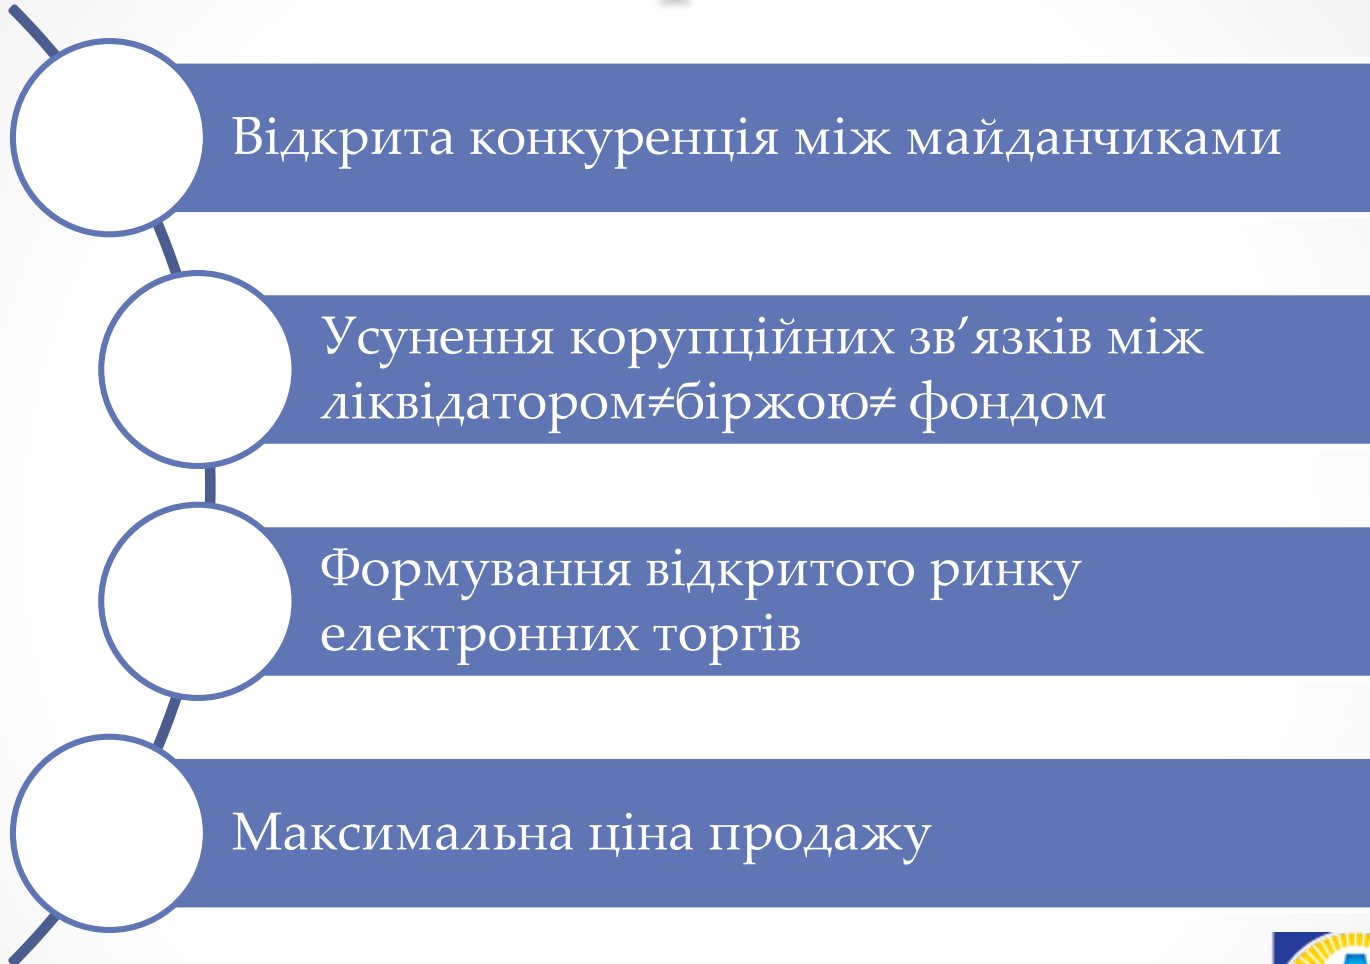 Відкрита конкуренція між майданчиками
Усунення корупційних зв’язків між
ліквідатором≠біржою≠ фондом
Формування відкритого ринку
електронних торгів
Максимальна ціна продажу